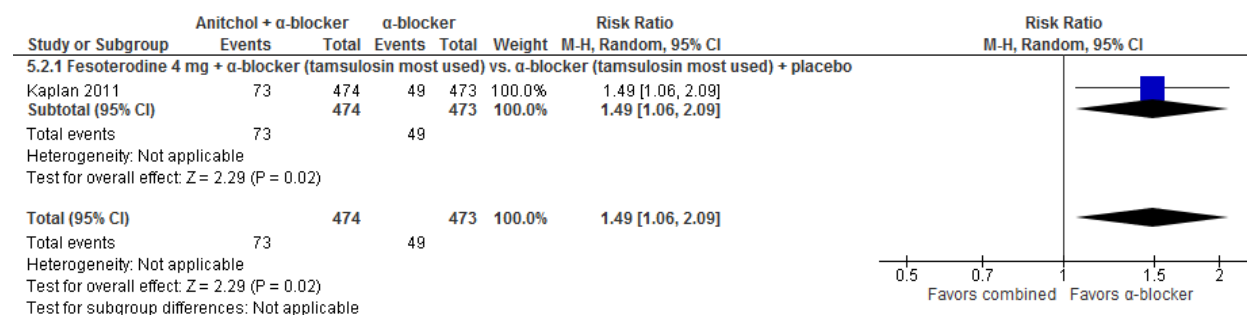 Anitchol + α-blocker α-blocker Risk Ratio Risk Ratio
Study or Subgroup Events Total Events Total Weight M-H, Random, 95% CI M-H, Random, 95% CI
5.2.1 Fesoterodine 4 mg + α-blocker (tamsulosin most used) vs. α-blocker (tamsulosin most used) + placebo
Kaplan 2011 73 474 49 473 100.0% 1.49 [1.06, 2.09]
Subtotal (95% CI) 474 473 100.0% 1.49 [1.06, 2.09]
Total events 73 49
Heterogeneity: Not applicable
Test for overall effect: Z = 2.29 (P = 0.02)
Total (95% CI) 474 473 100.0% 1.49 [1.06, 2.09]
Total events 73 49
Heterogeneity: Not applicable
Test for overall effect: Z = 2.29 (P = 0.02)
Test for subgroup differences: Not applicable
0.5 0.7 1 1.5 2
Favors combined Favors α-blocker